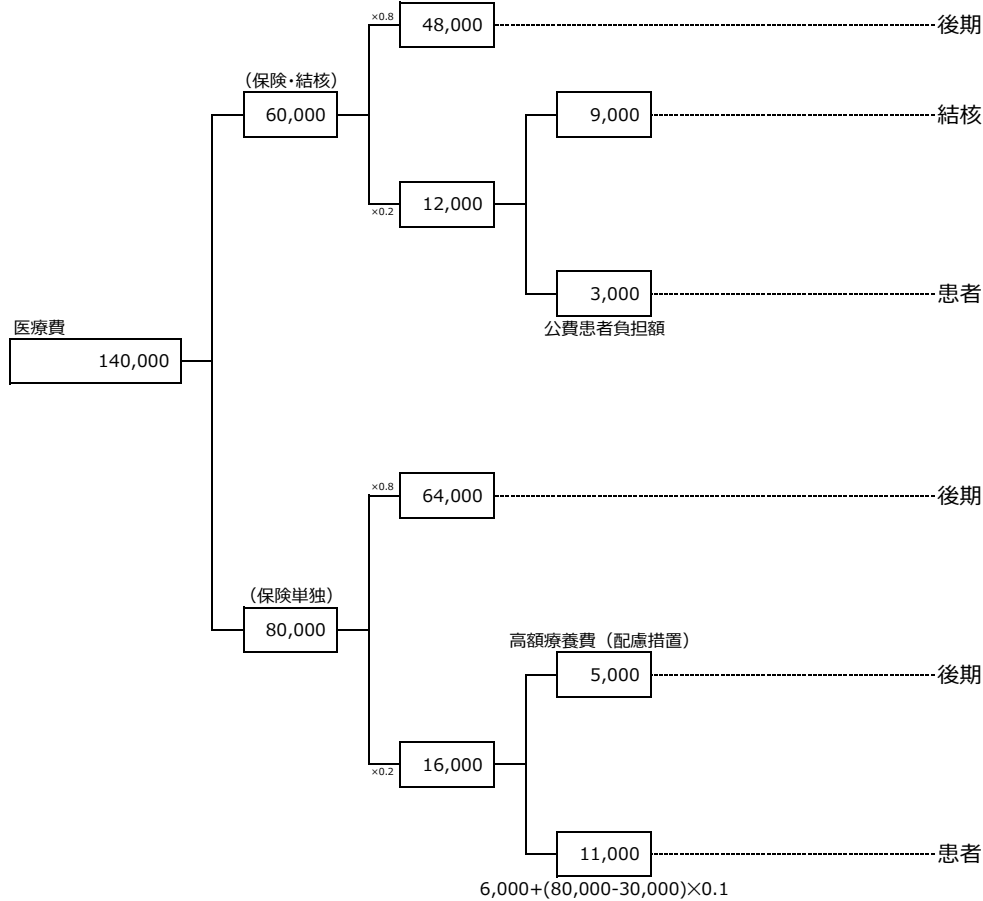 ×0.8
48,000
後期
（保険・結核）
60,000
9,000
結核
×0.2
12,000
3,000
患者
公費患者負担額
医療費
140,000
×0.8
64,000
後期
（保険単独）
80,000
高額療養費（配慮措置）
5,000
後期
×0.2
16,000
11,000
患者
6,000+(80,000-30,000)×0.1